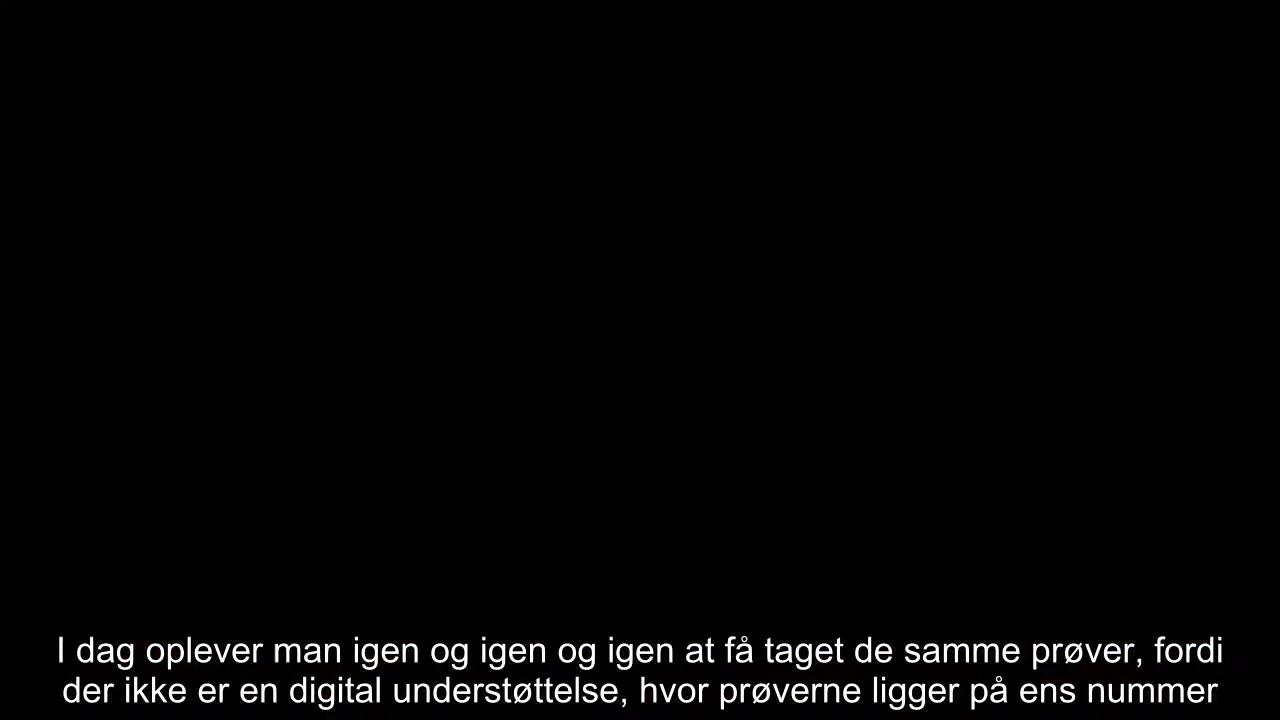 I dag oplever man igen og igen og igen at få taget de samme prøver, fordi
der ikke er en digital understøttelse, hvor prøverne ligger på ens nummer